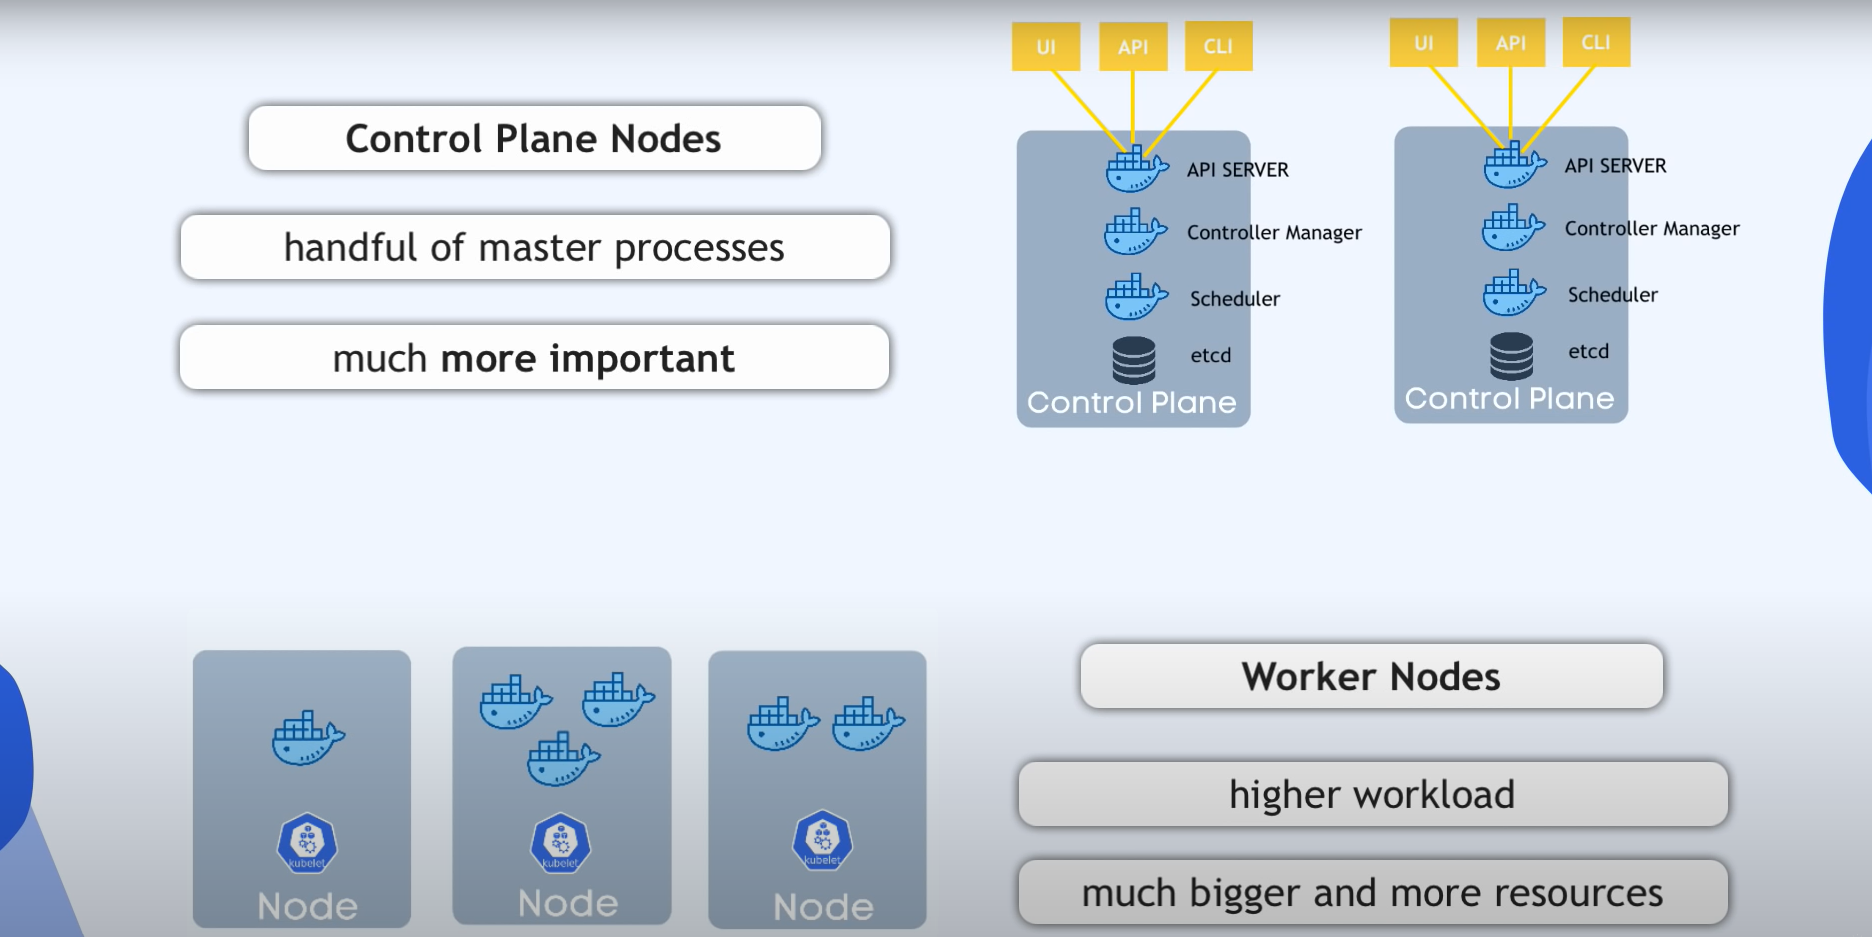 UI
API
CLI
UI
API
CLI
Control Plane Nodes
handful of master processes
much more important
API SERVER
Controller Manager
Scheduler
etcd
Control Plane
API SERVER
Controller Manager
Scheduler
etcd
Control Plane
kubelet
Node
kubelet
Node
kubelet
Node
Worker Nodes
higher workload
much bigger and more resources